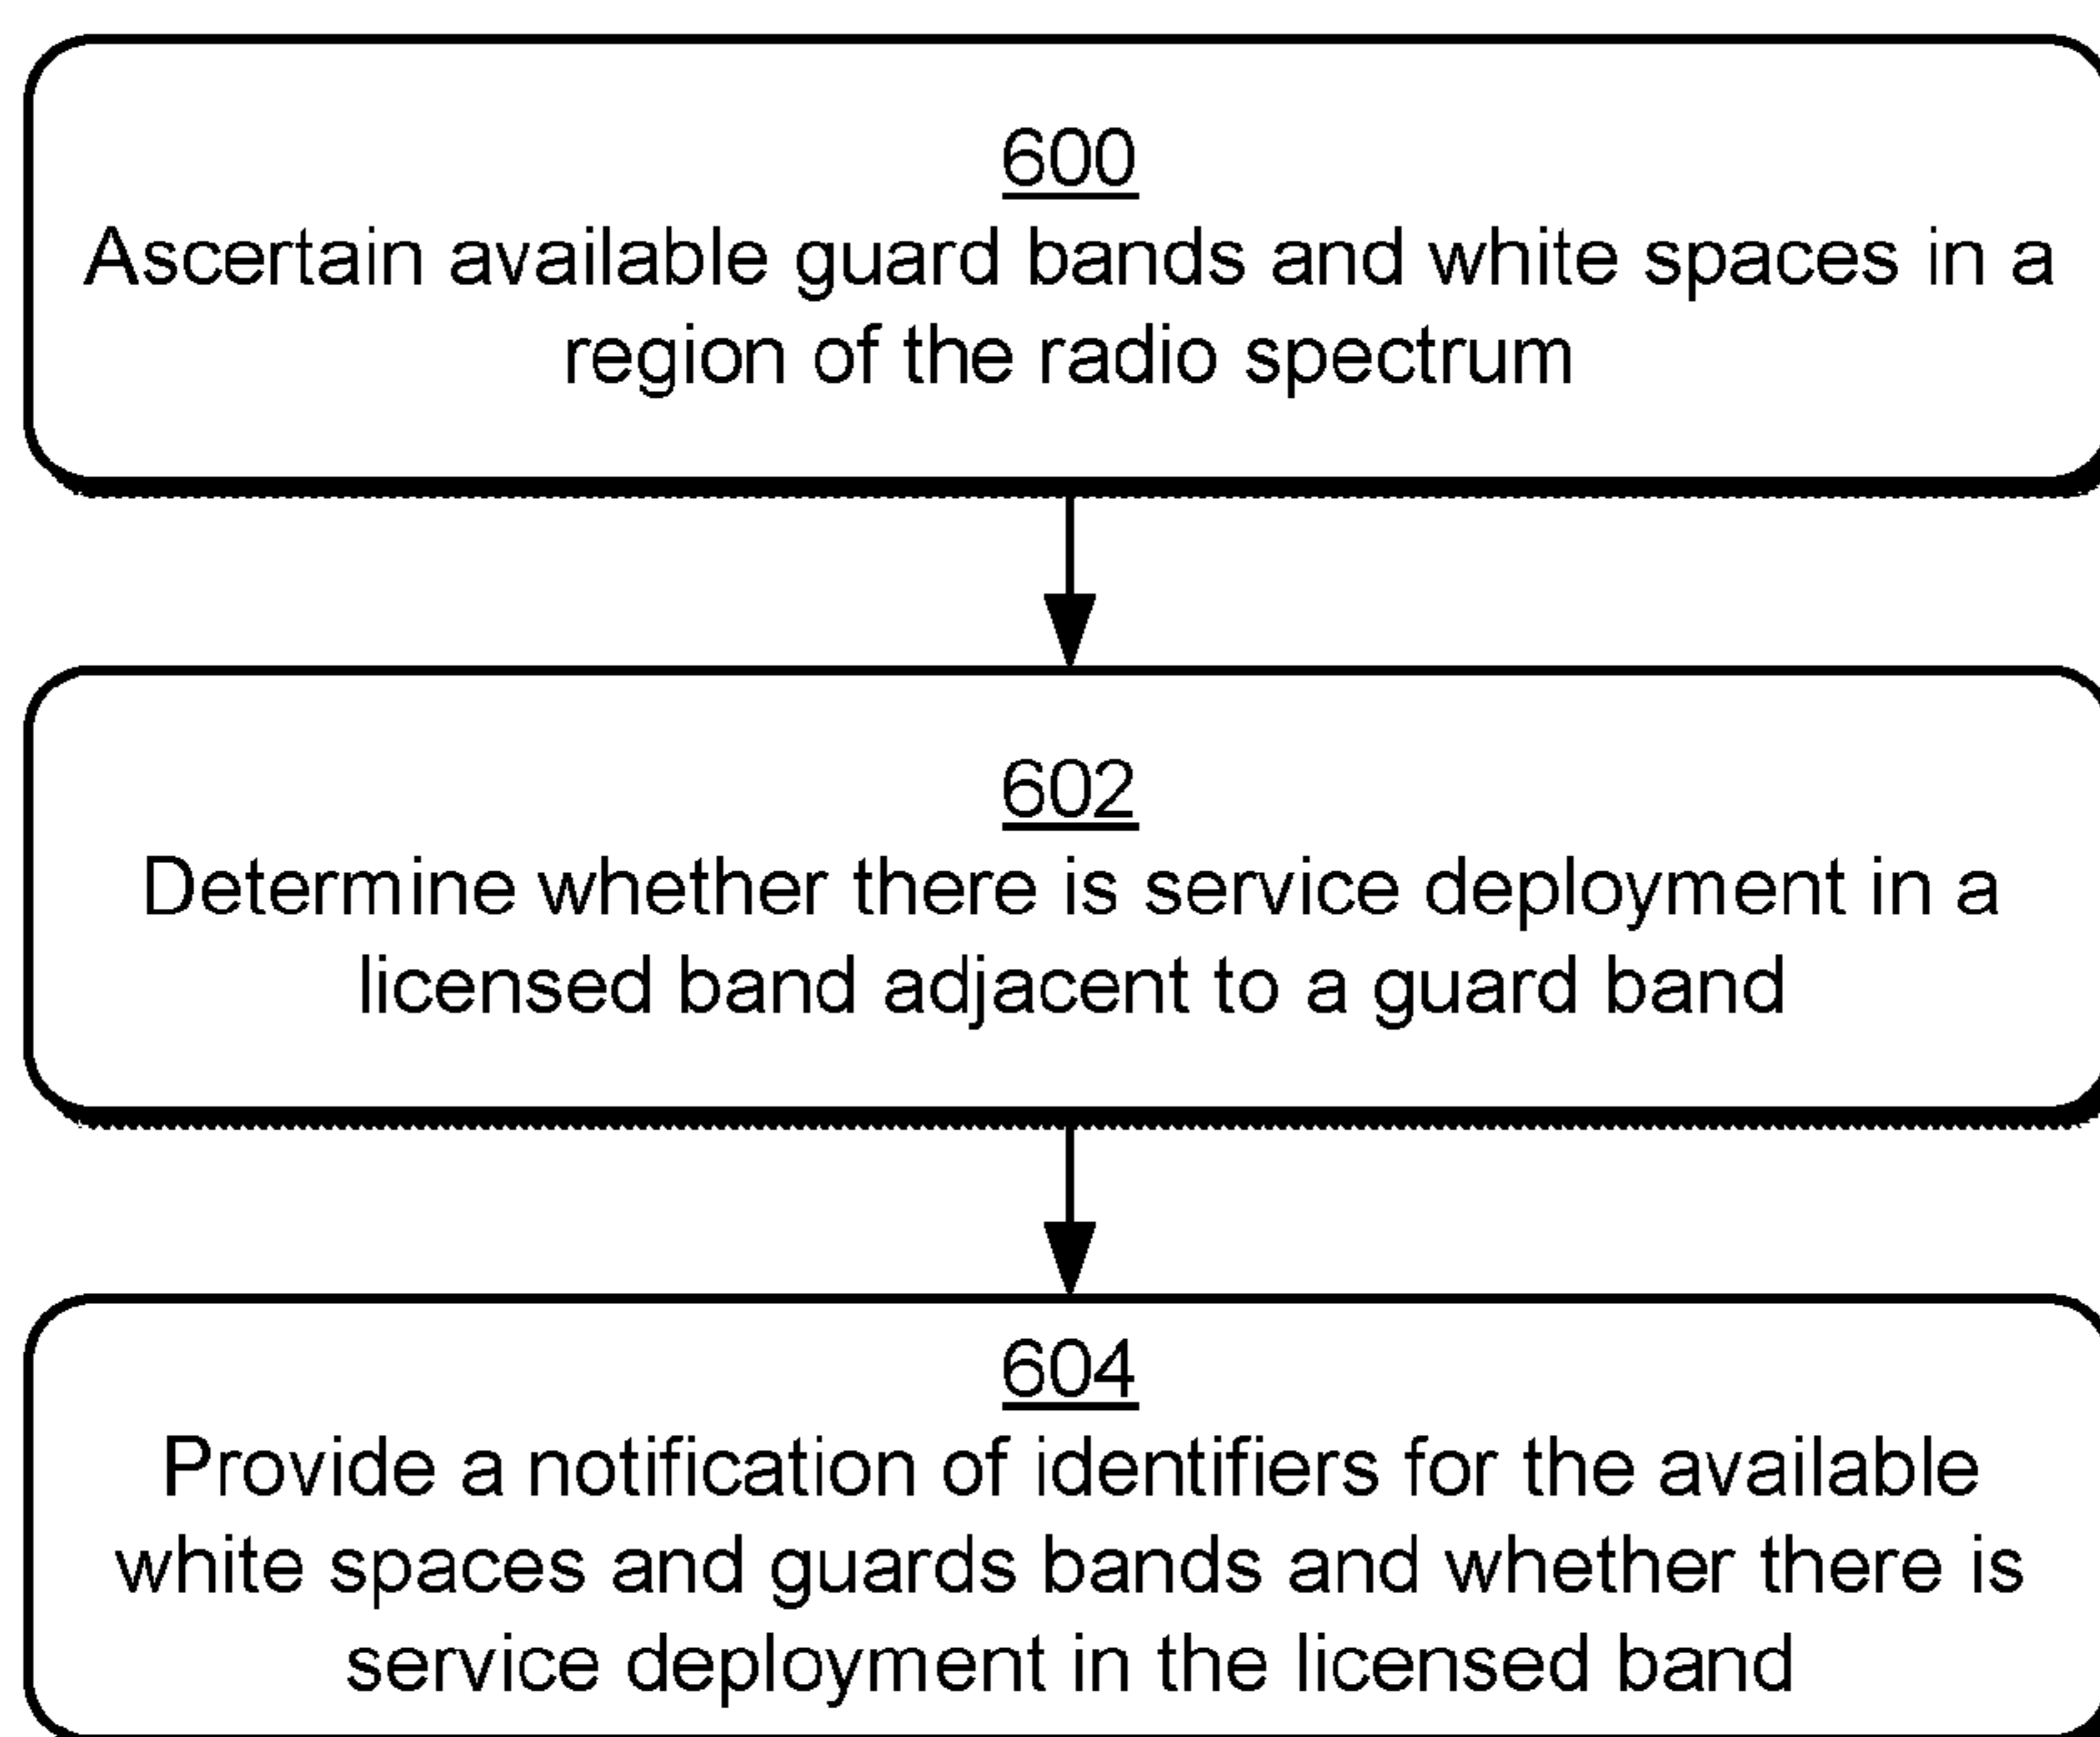 600
Ascertain available guard bands and white spaces in a
region of the radio spectrum
602
Determine whether there is service deployment in a
licensed band adjacent to a guard band
604
Provide a notification of identifiers for the available
white spaces and guards bands and whether there is
service deployment in the licensed band